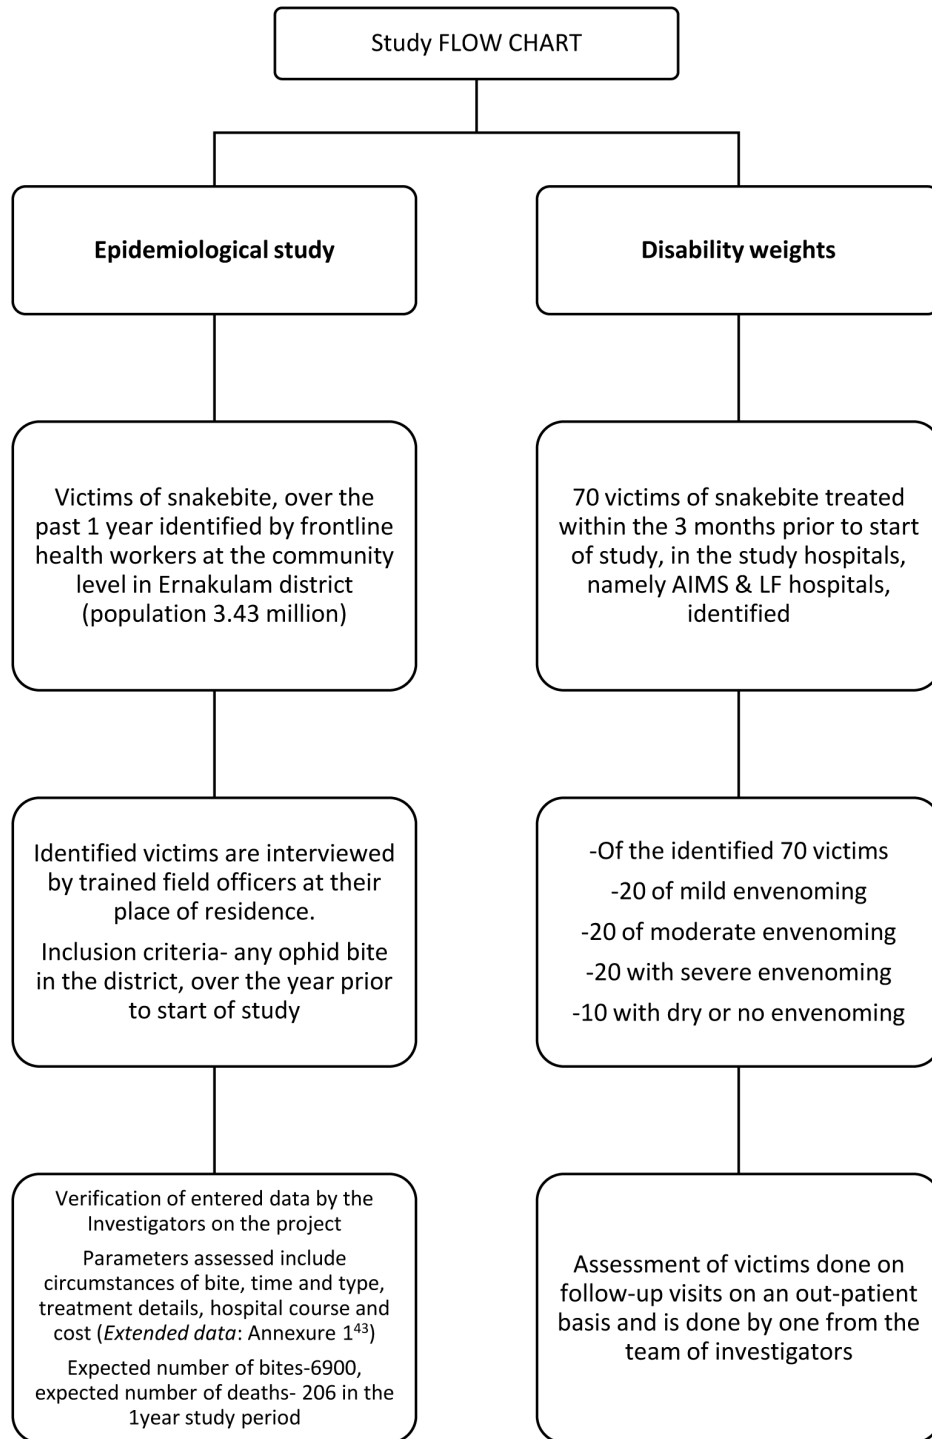 Study FLOW CHART
Epidemiological study
Victims of snakebite, over the
past 1 year identified by frontline
health workers at the community
level in Ernakulam district
(population 3.43 million)
Identified victims are interviewed
by trained field officers at their
place of residence.
Inclusion criteria- any ophid bite
in the district, over the year prior
to start of study
Verification of entered data by the
Investigators on the project
Parameters assessed include
circumstances of bite, time and type,
treatment details, hospital course and
cost (Extended data: Annexure 1⁴³)
Expected number of bites-6900,
expected number of deaths- 206 in the
1year study period
Disability weights
70 victims of snakebite treated
within the 3 months prior to start
of study, in the study hospitals,
namely AIMS & LF hospitals,
identified
-Of the identified 70 victims
-20 of mild envenoming
-20 of moderate envenoming
-20 with severe envenoming
-10 with dry or no envenoming
Assessment of victims done on
follow-up visits on an out-patient
basis and is done by one from the
team of investigators